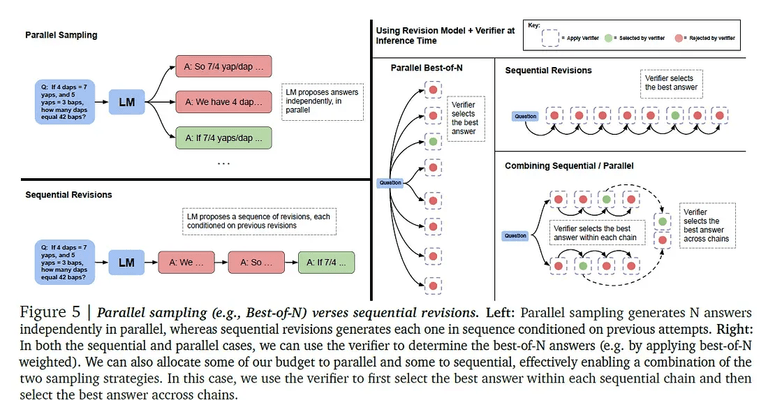 Parallel Sampling
Q: If 4 daps = 7
yaps, and 5
yaps = 3 baps,
how many daps
equal 42 baps?
LM
A: So 7/4 yap/dap ...
A: We have 4 dap...
A: If 7/4 yaps/dap ...
...
LM proposes answers
independently, in
parallel
Sequential Revisions
LM proposes a sequence of revisions, each
conditioned on previous revisions
Q: If 4 daps = 7
yaps, and 5
yaps = 3 baps,
how many daps
equal 42 baps?
LM
A: We ...
A: So ...
A: If 7/4 ...
Using Revision Model + Verifier at
Inference Time
Key:
= Apply Verifier
= Selected by verifier
= Rejected by verifier
Parallel Best-of-N
Question
Verifier
selects
the best
answer
Sequential Revisions
Verifier selects
the best answer
Question
Combining Sequential / Parallel
Question
Verifier selects the best
answer within each chain
Verifier
selects the
best answer
across chains
Figure 5 | Parallel sampling (e.g., Best-of-N) verses sequential revisions. Left: Parallel sampling generates N answers
independently in parallel, whereas sequential revisions generates each one in sequence conditioned on previous attempts. Right:
In both the sequential and parallel cases, we can use the verifier to determine the best-of-N answers (e.g. by applying best-of-N
weighted). We can also allocate some of our budget to parallel and some to sequential, effectively enabling a combination of the
two sampling strategies. In this case, we use the verifier to first select the best answer within each sequential chain and then
select the best answer accross chains.